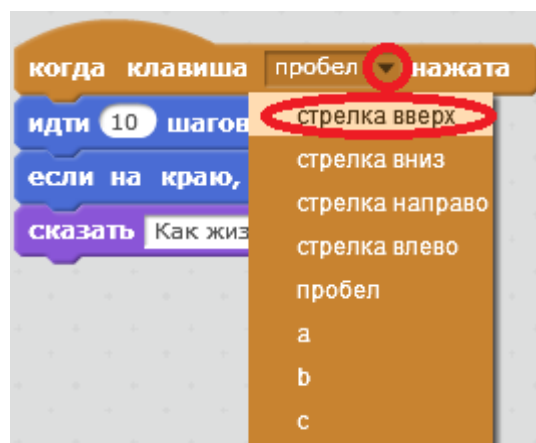 когда клавиша пробел нажата
идти 10 шагов
если на краю,
сказать Как жиз
стрелка вверх
стрелка вниз
стрелка направо
стрелка влево
пробел
a
b
c